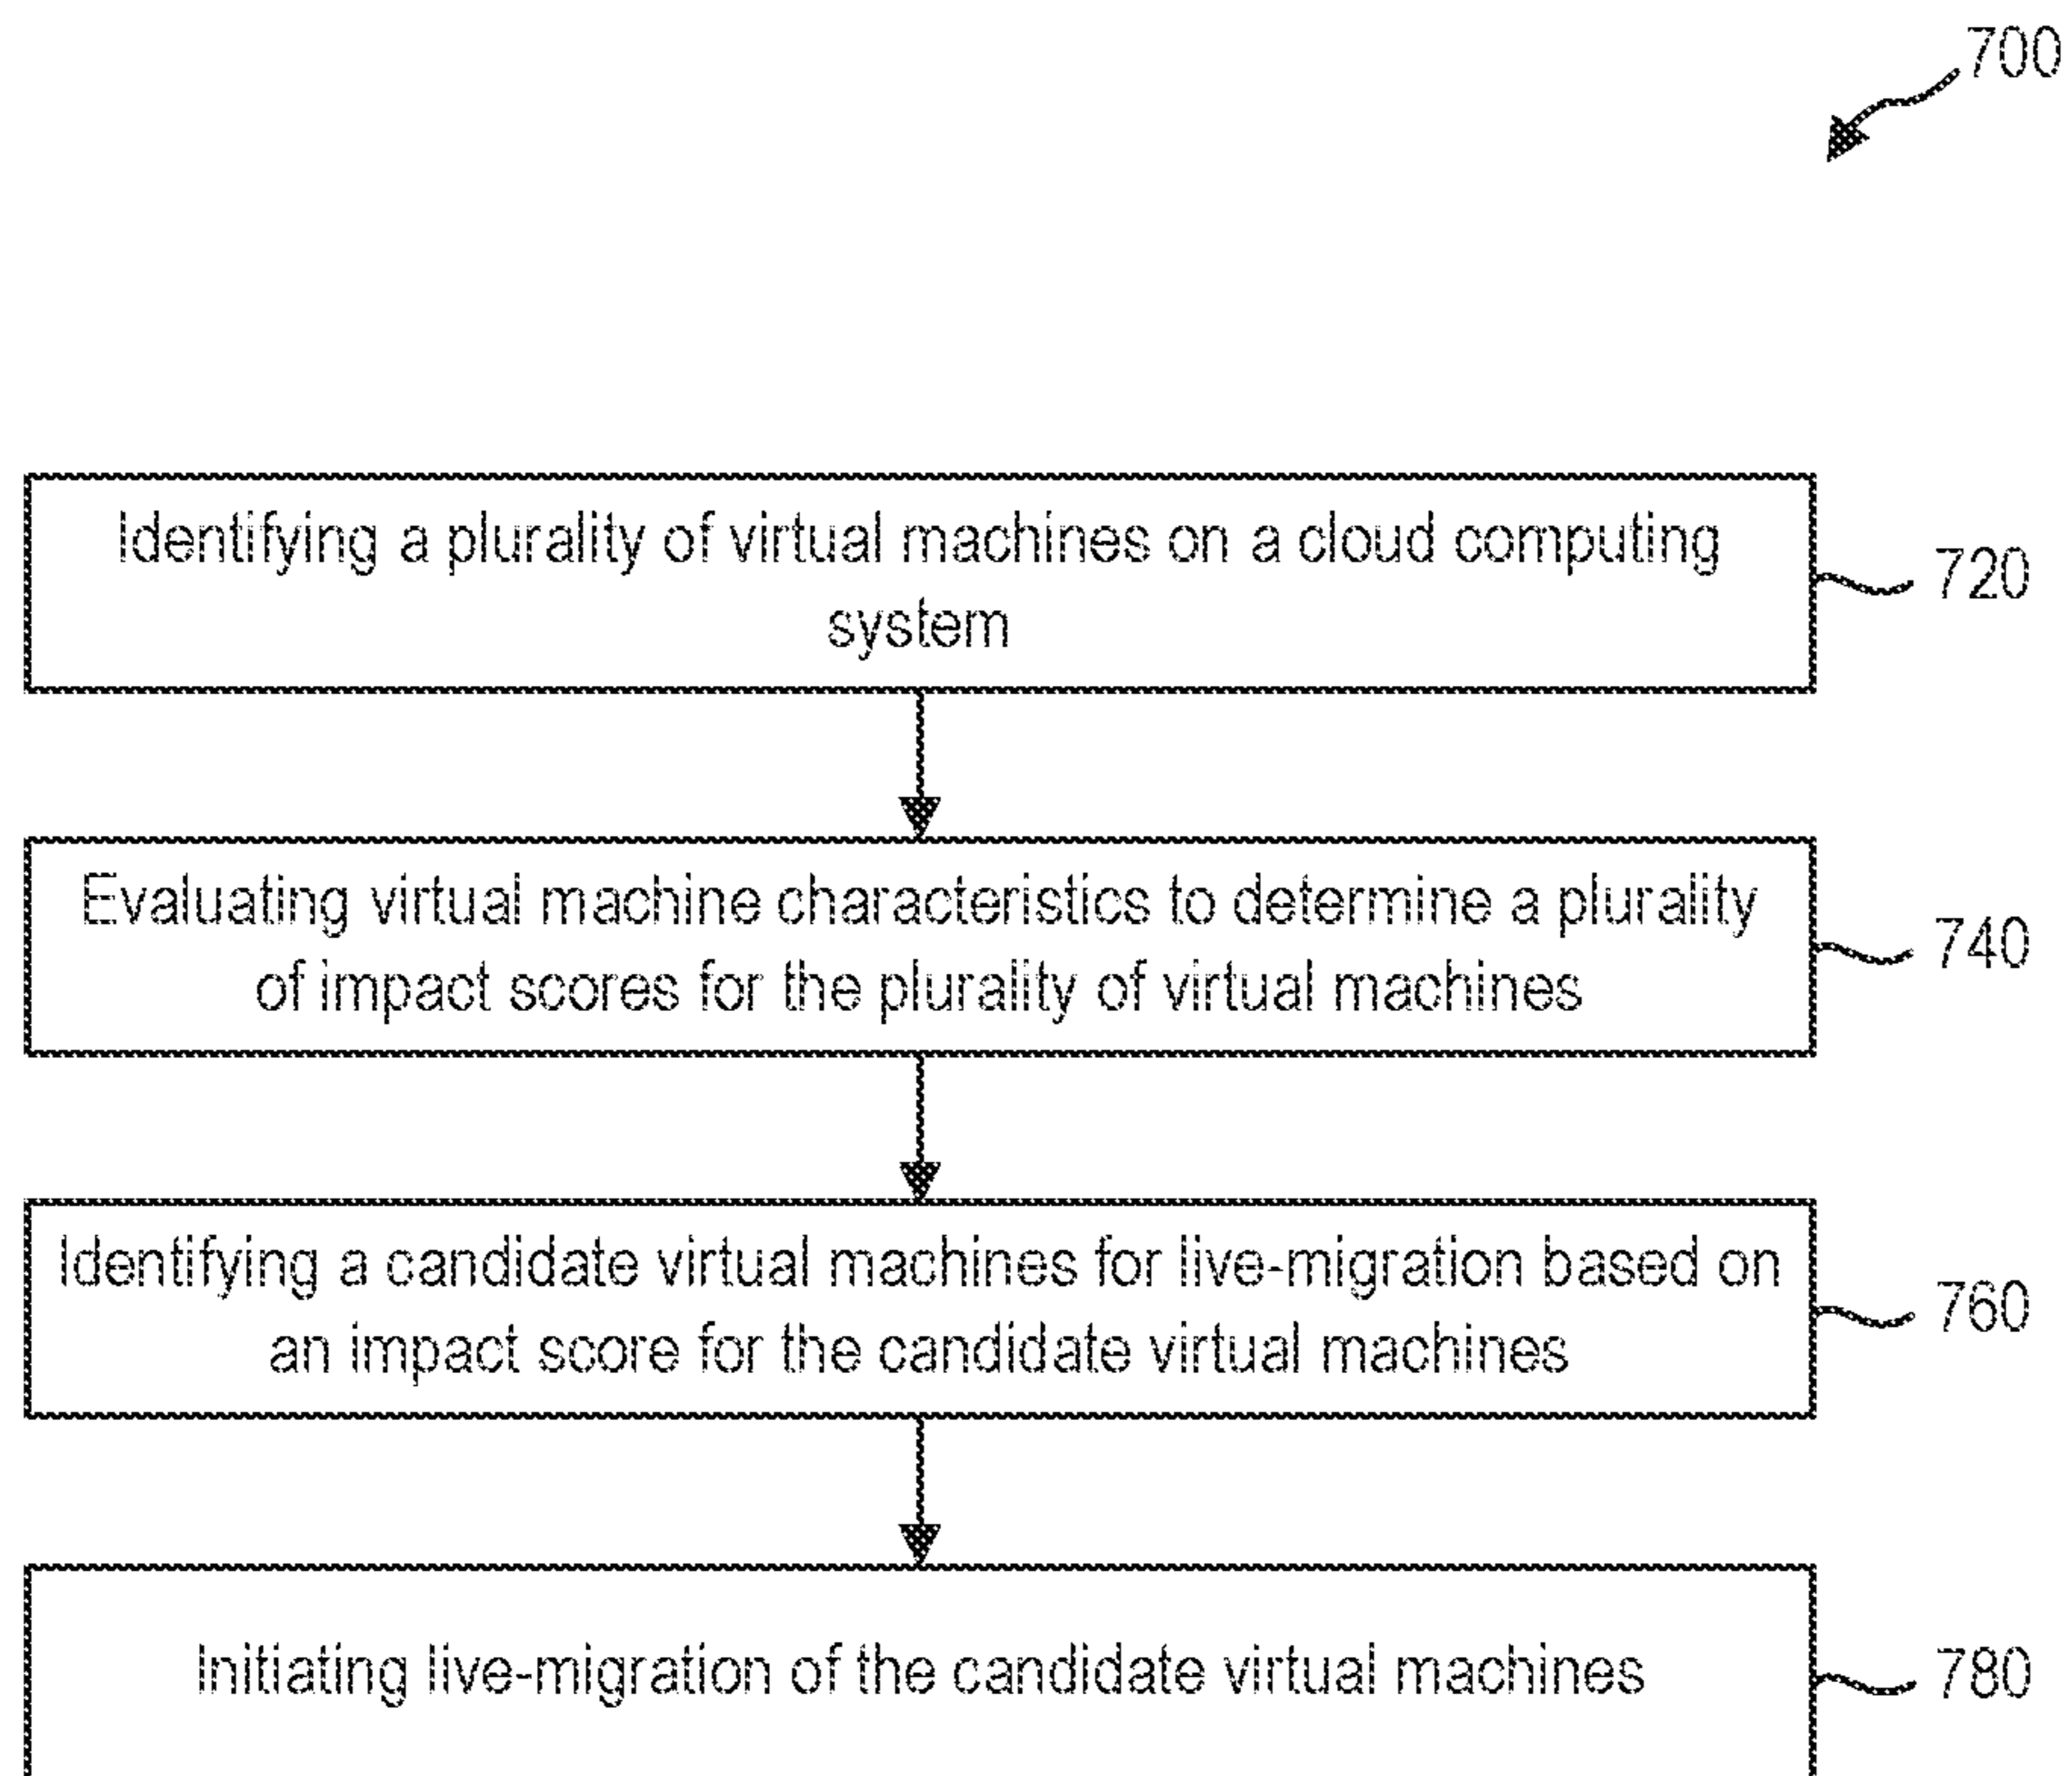 700
Identifying a plurality of virtual machines on a cloud computing
system
720
Evaluating virtual machine characteristics to determine a plurality
of impact scores for the plurality of virtual machines
740
Identifying a candidate virtual machines for live-migration based on
an impact score for the candidate virtual machines
760
Initiating live-migration of the candidate virtual machines
780